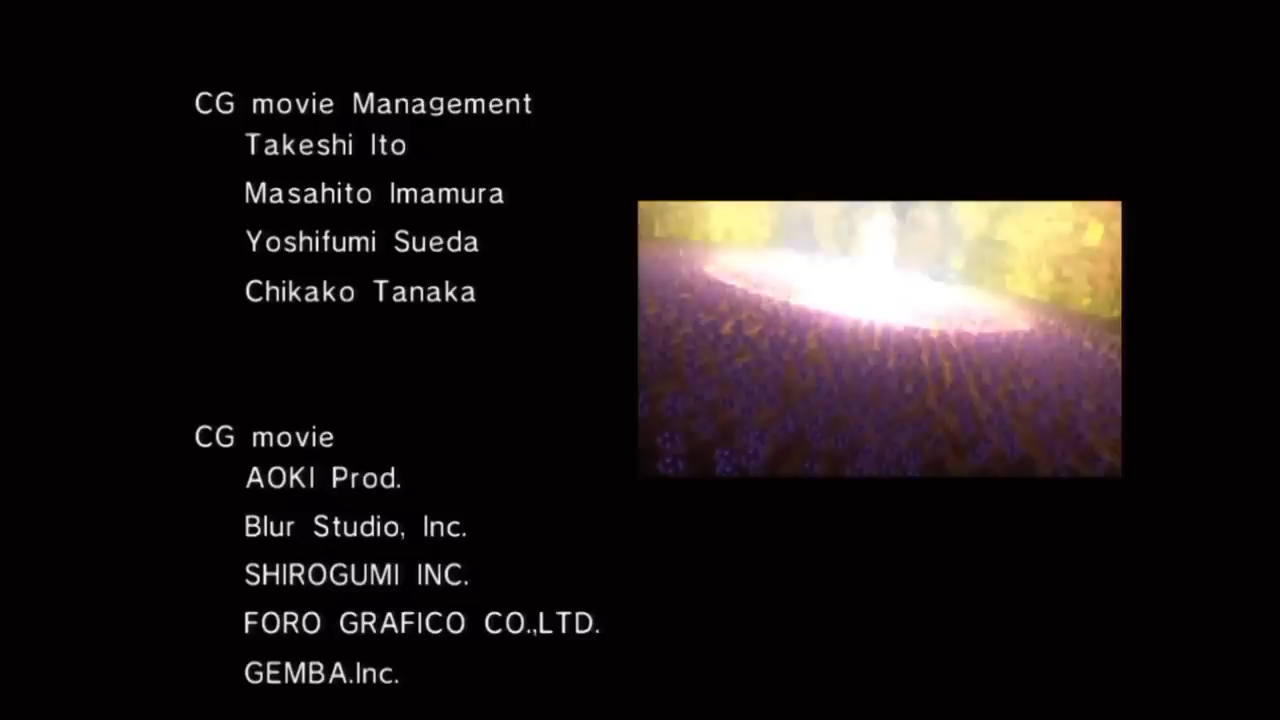 CG movie Management
Takeshi Ito
Masahito Imamura
Yoshifumi Sueda
Chikako Tanaka
CG movie
AOKI Prod.
Blur Studio, Inc.
SHIROGUMI INC.
FORO GRAFICO CO.,LTD.
GEMBA.Inc.